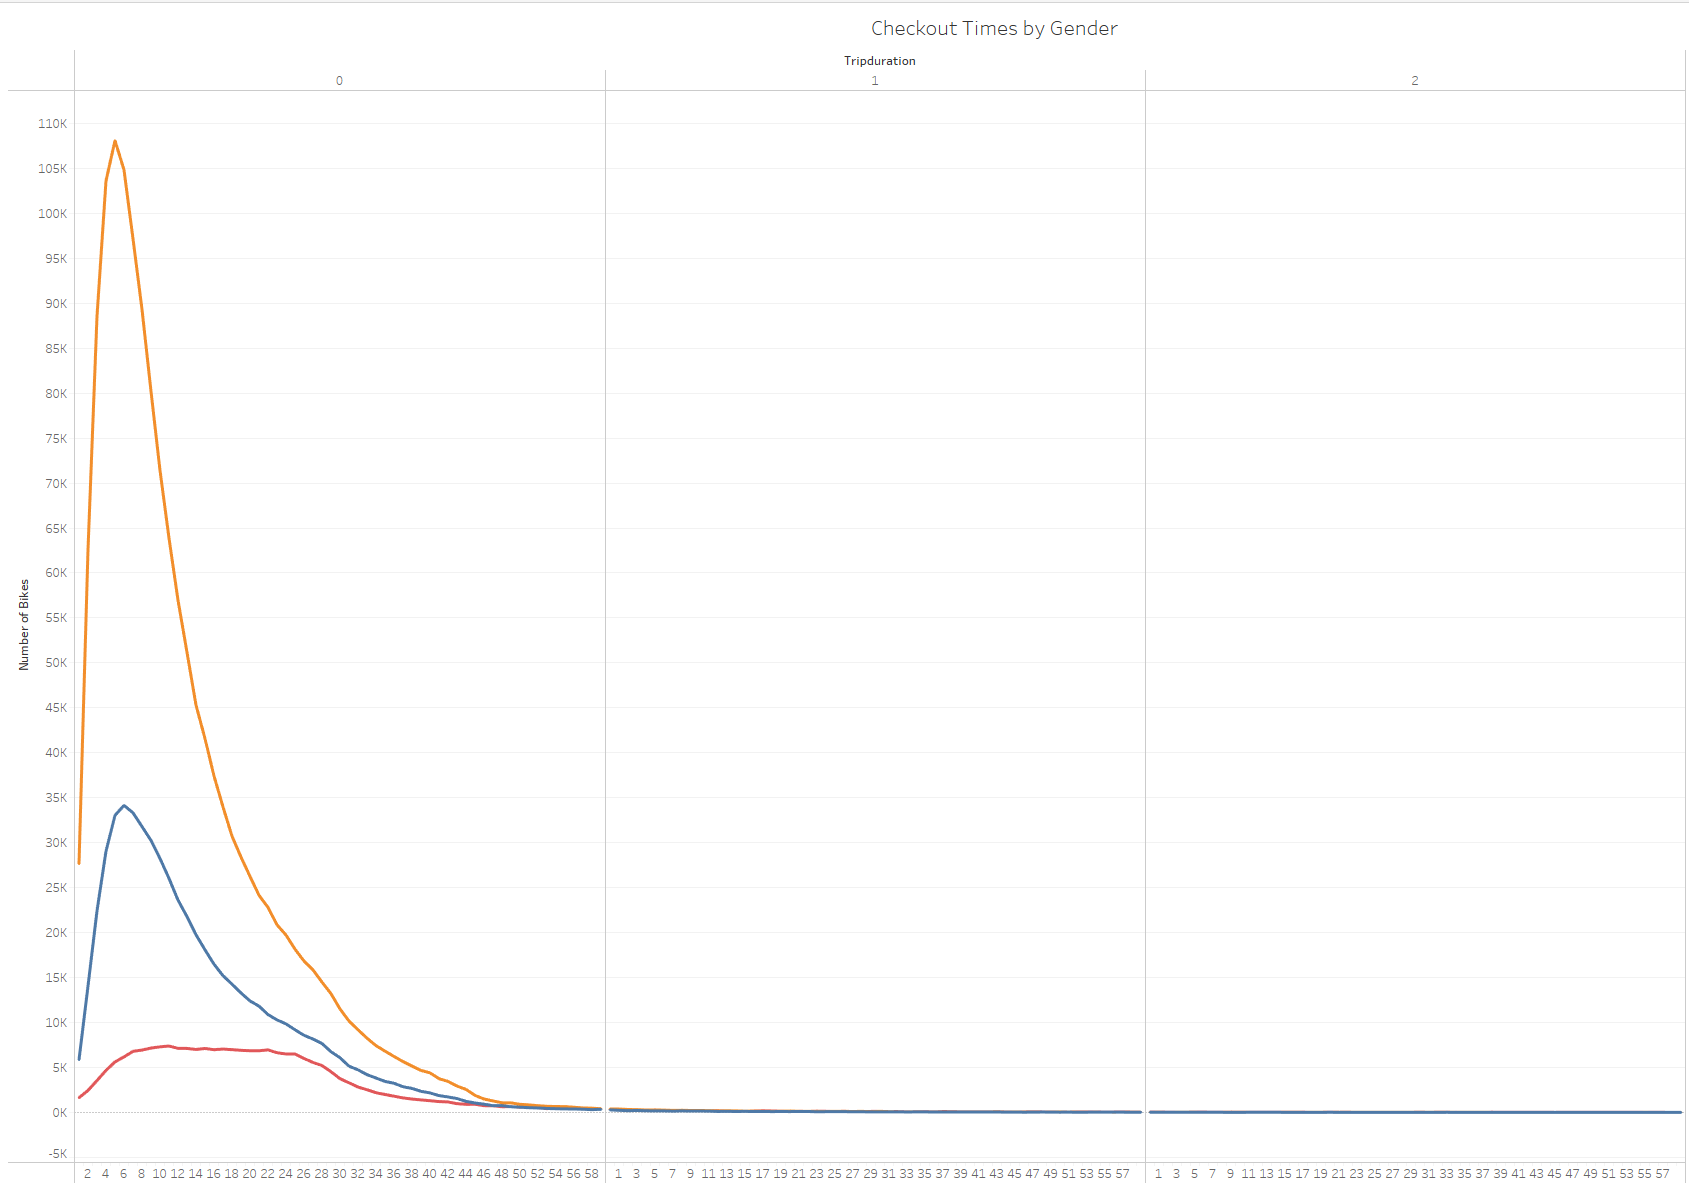 Checkout Times by Gender
Tripduration
0 1 2
110K
105K
100K
95K
90K
85K
80K
75K
70K
65K
60K
55K
50K
45K
40K
35K
30K
25K
20K
15K
10K
5K
0K
-5K
Number of Bikes
2 4 6 8 10 12 14 16 18 20 22 24 26 28 30 32 34 36 38 40 42 44 46 48 50 52 54 56 58 1 3 5 7 9 11 13 15 17 19 21 23 25 27 29 31 33 35 37 39 41 43 45 47 49 51 53 55 57 1 3 5 7 9 11 13 15 17 19 21 23 25 27 29 31 33 35 37 39 41 43 45 47 49 51 53 55 57